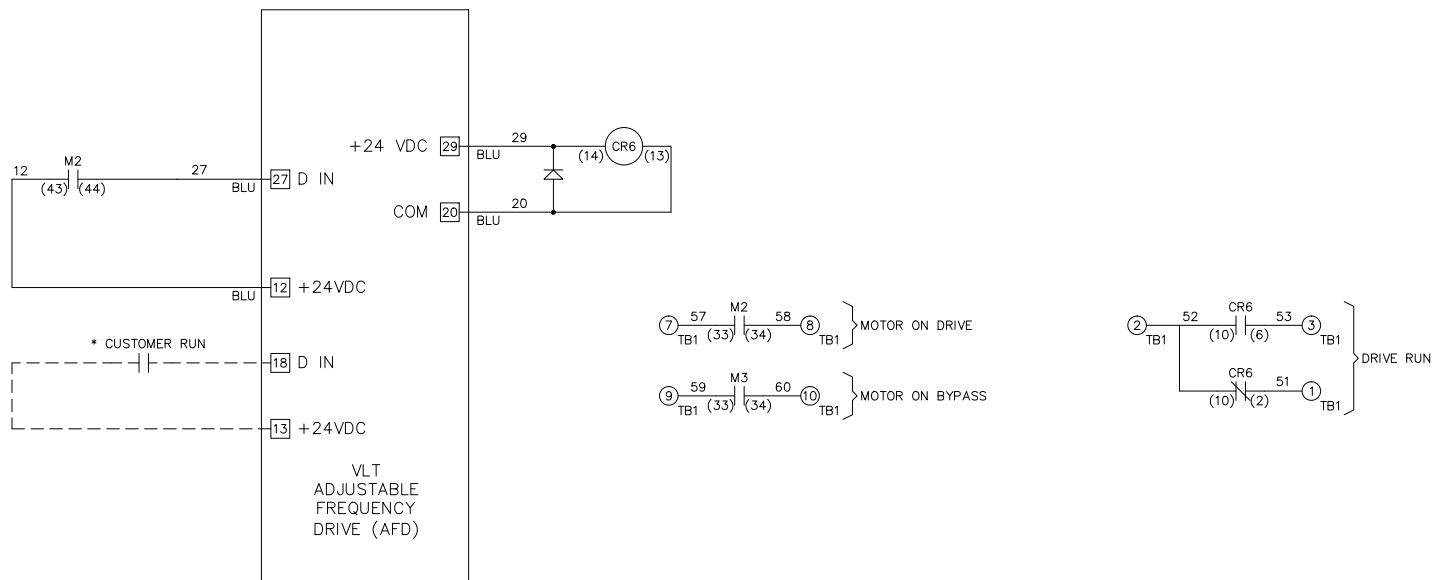 +24 VDC 29 29 BLU (14) CR6 (13)
12 M2 (43) (44) 27 BLU 27 D IN
COM 20 20 BLU
BLU 12 +24VDC
* CUSTOMER RUN 18 D IN
13 +24VDC
VLT
ADJUSTABLE
FREQUENCY
DRIVE (AFD)
7 TB1 57 (33) M2 (34) 58 8 TB1 MOTOR ON DRIVE
9 TB1 59 (33) M3 (34) 60 10 TB1 MOTOR ON BYPASS
2 TB1 52 (10) CR6 (6) 53 3 TB1
DRIVE RUN
(10) CR6 (2) 51 1 TB1